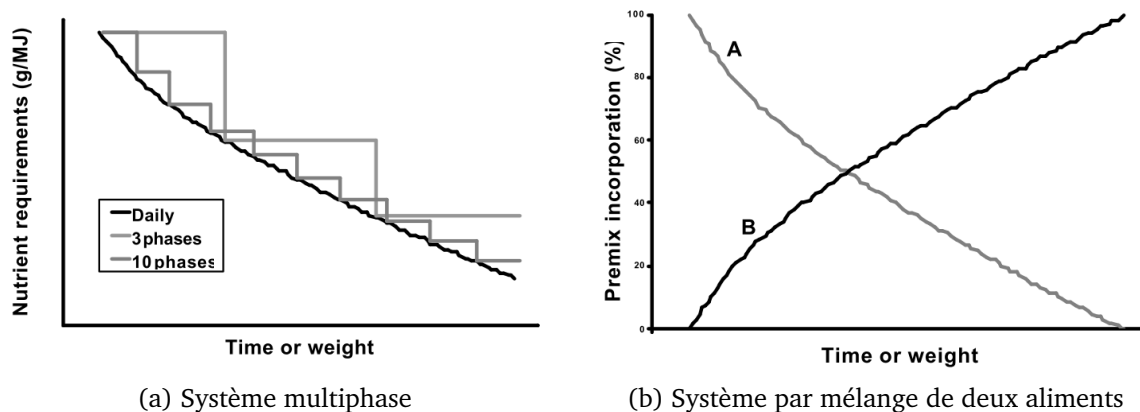 Nutrient requirements (g/MJ)
Daily
3 phases
10 phases
Time or weight
(a) Système multiphase
Premix incorporation (%)
100
80
60
40
20
0
A
B
Time or weight
(b) Système par mélange de deux aliments